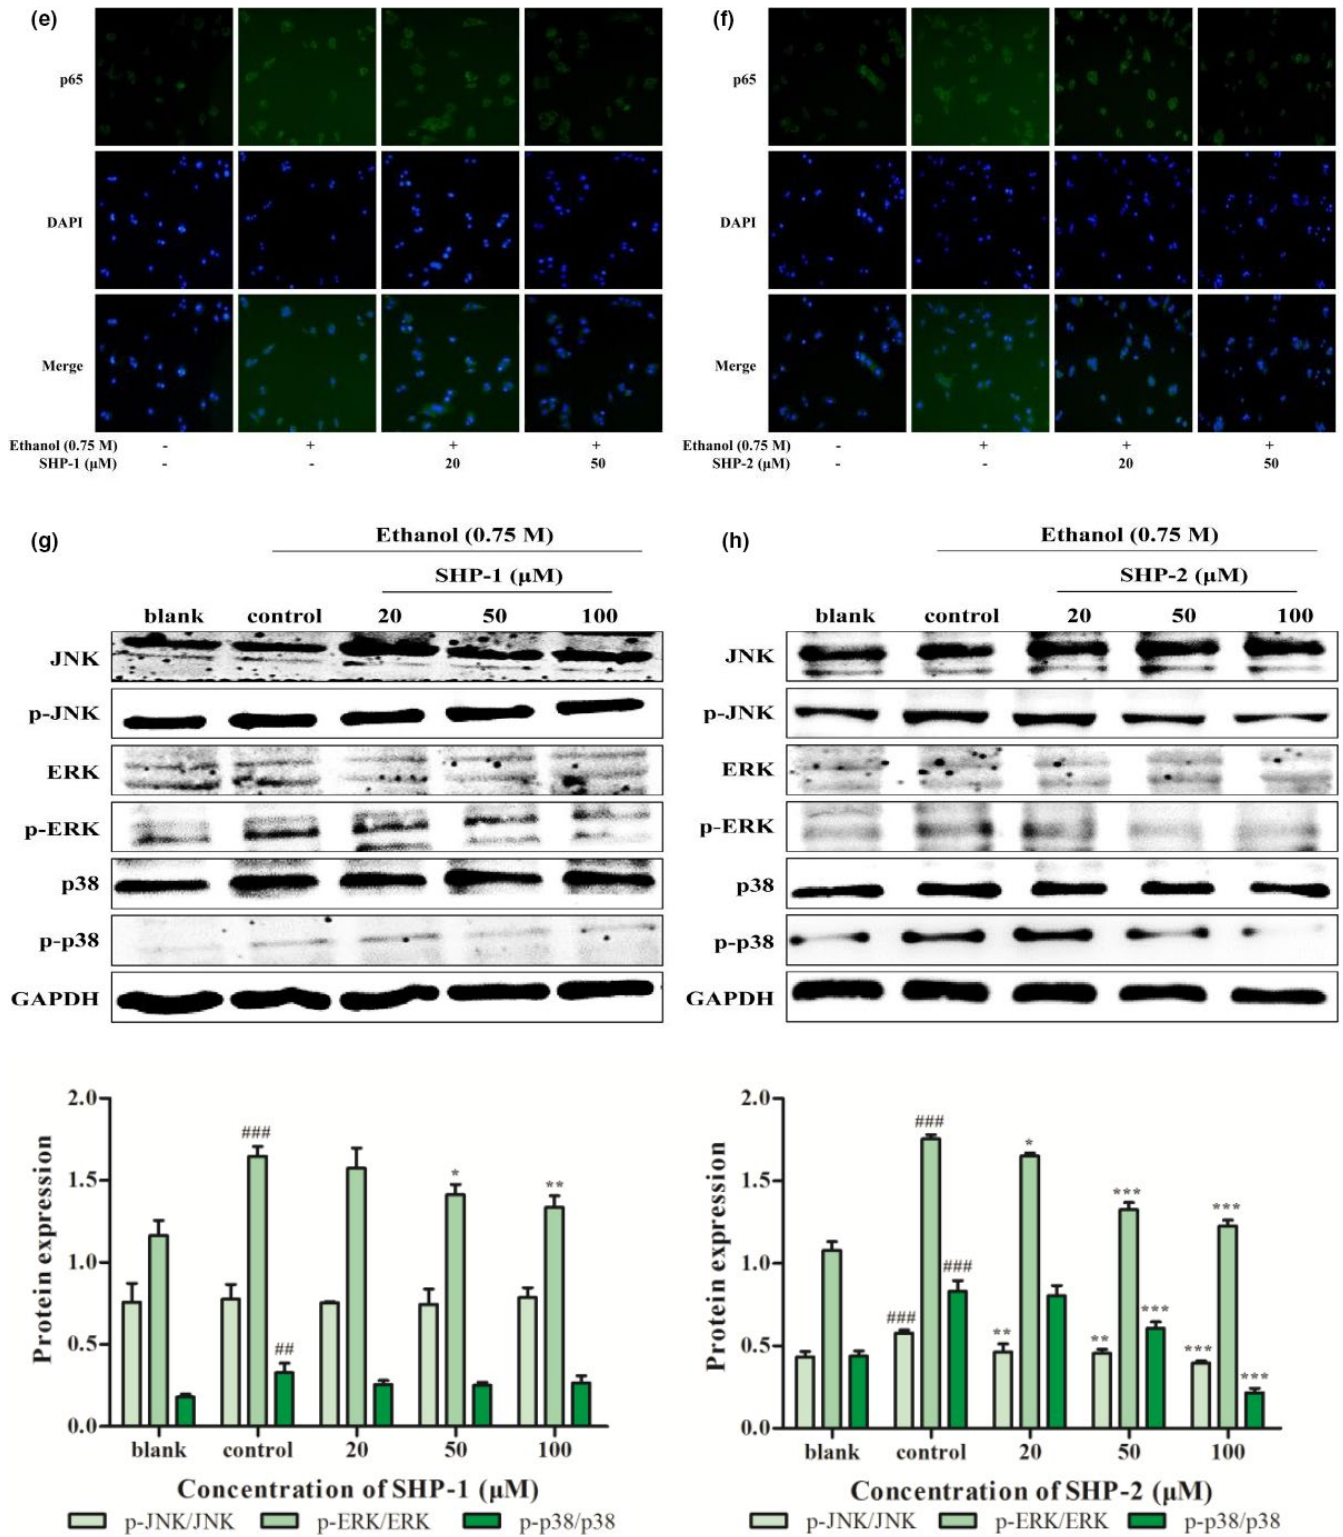 (e)
p65
DAPI
Merge
Ethanol (0.75 M) - + + +
SHP-1 (μM) - - 20 50
(f)
p65
DAPI
Merge
Ethanol (0.75 M) - + + +
SHP-2 (μM) - - 20 50
(g)
Ethanol (0.75 M)
SHP-1 (μM)
blank control 20 50 100
JNK
p-JNK
ERK
p-ERK
p38
p-p38
GAPDH
(h)
Ethanol (0.75 M)
SHP-2 (μM)
blank control 20 50 100
JNK
p-JNK
ERK
p-ERK
p38
p-p38
GAPDH
Protein expression
2.0
1.5
1.0
0.5
0.0
###
##
*
**
blank control 20 50 100
Concentration of SHP-1 (μM)
p-JNK/JNK p-ERK/ERK p-p38/p38
Protein expression
2.0
1.5
1.0
0.5
0.0
###
###
###
*
**
***
**
***
***
***
***
blank control 20 50 100
Concentration of SHP-2 (μM)
p-JNK/JNK p-ERK/ERK p-p38/p38